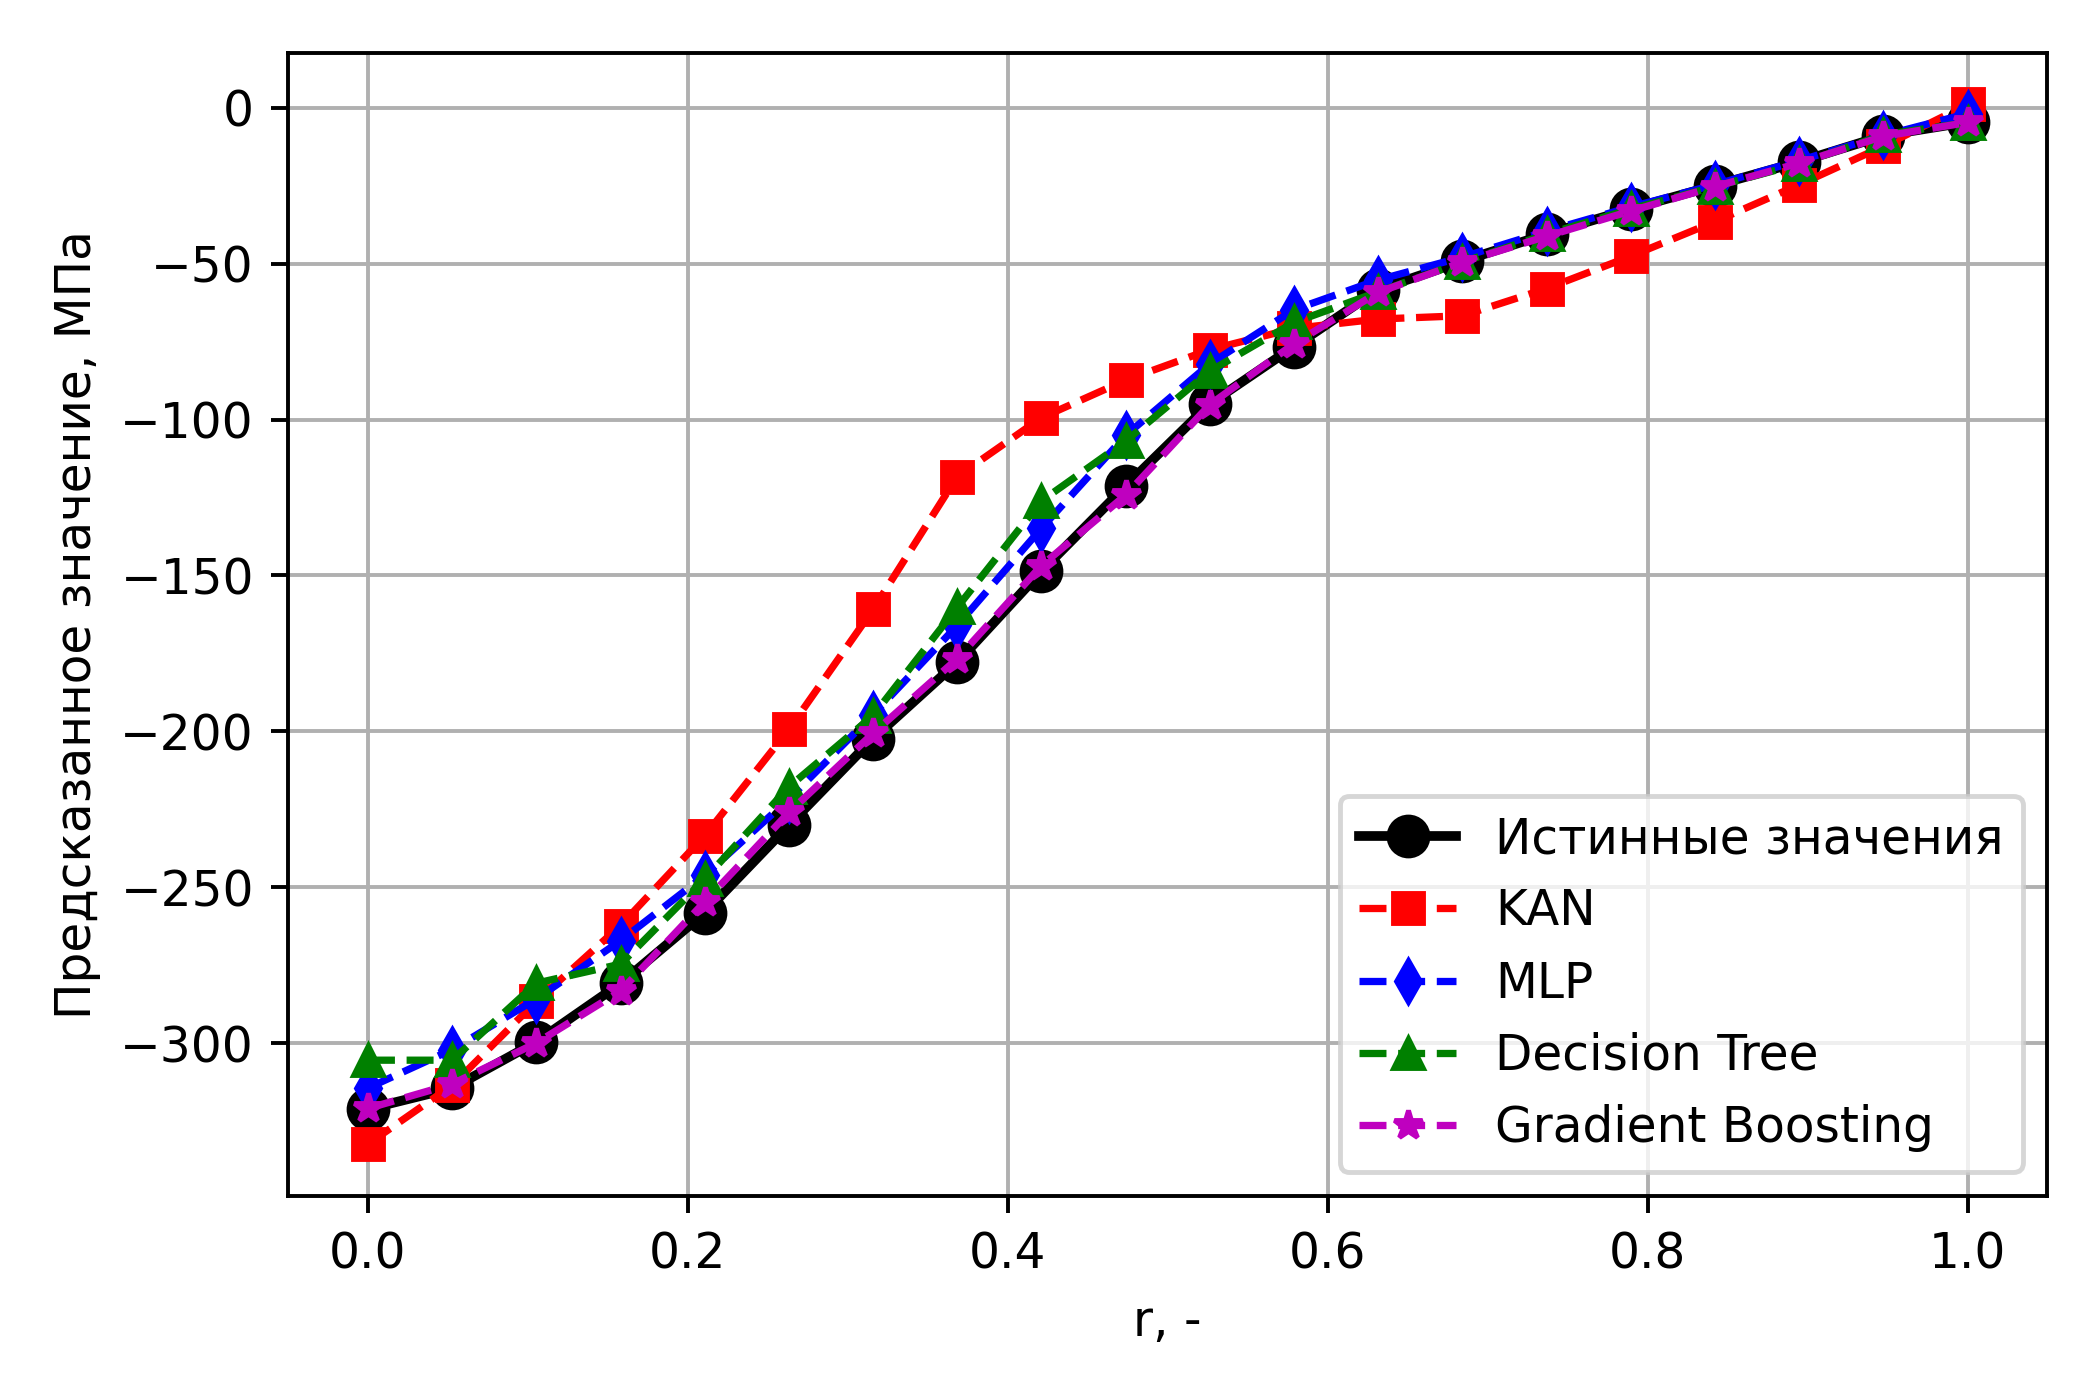 Предсказанное значение, МПа
0
−50
−100
−150
−200
−250
−300
0.0 0.2 0.4 0.6 0.8 1.0
r, -
Истинные значения
KAN
MLP
Decision Tree
Gradient Boosting